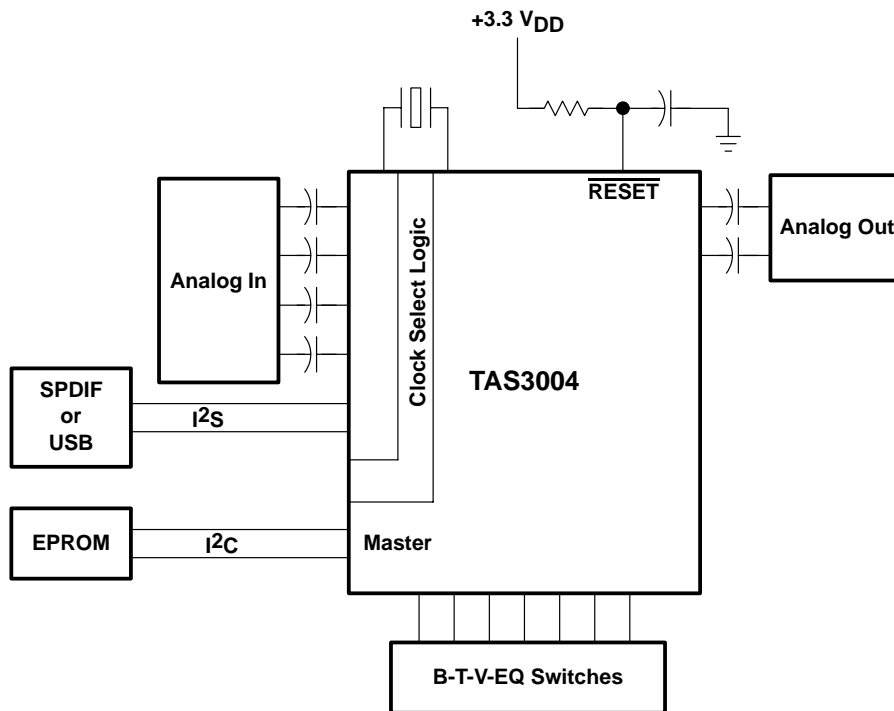 +3.3 VDD
RESET
Analog In
Clock Select Logic
TAS3004
Analog Out
SPDIF
or
USB
I2S
EPROM
I2C
Master
B-T-V-EQ Switches